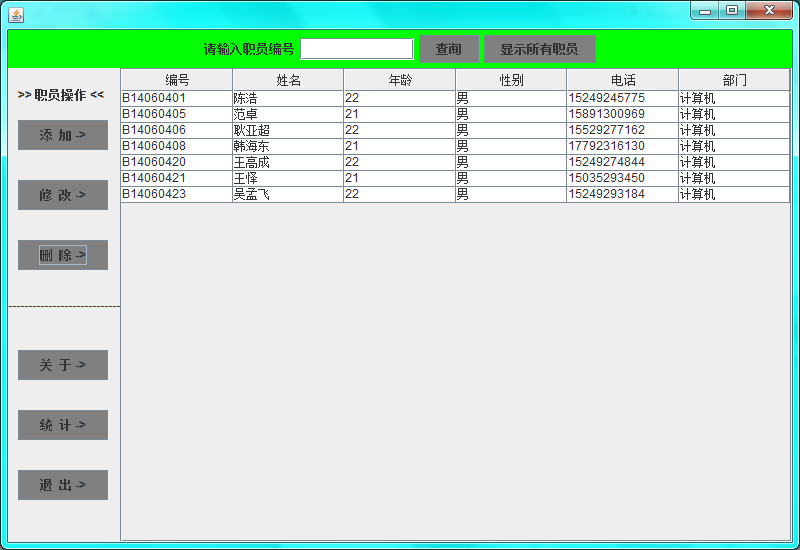 请输入职员编号 查询 显示所有职员
>> 职员操作 <<
添 加 ->
修 改 ->
删 除 ->
关 于 ->
统 计 ->
退 出 ->
编号 姓名 年龄 性别 电话 部门
B14060401 陈浩 22 男 15249245775 计算机
B14060405 范卓 21 男 15891300969 计算机
B14060406 耿亚超 22 男 15529277162 计算机
B14060408 韩海东 21 男 17792316130 计算机
B14060420 王高成 22 男 15249274844 计算机
B14060421 王怿 21 男 15035293450 计算机
B14060423 吴孟飞 22 男 15249293184 计算机